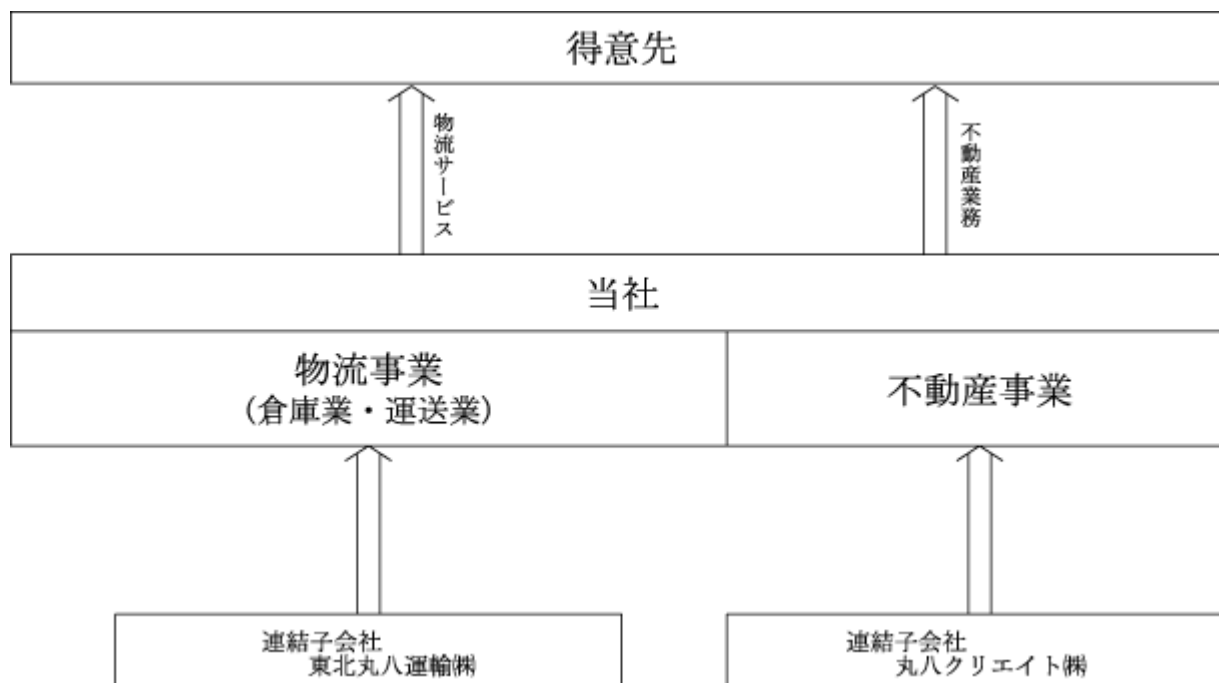 得意先
物流サービス
不動産業務
当社
物流事業
(倉庫業・運送業)
不動産事業
連結子会社
東北丸八運輸㈱
連結子会社
丸八クリエイト㈱